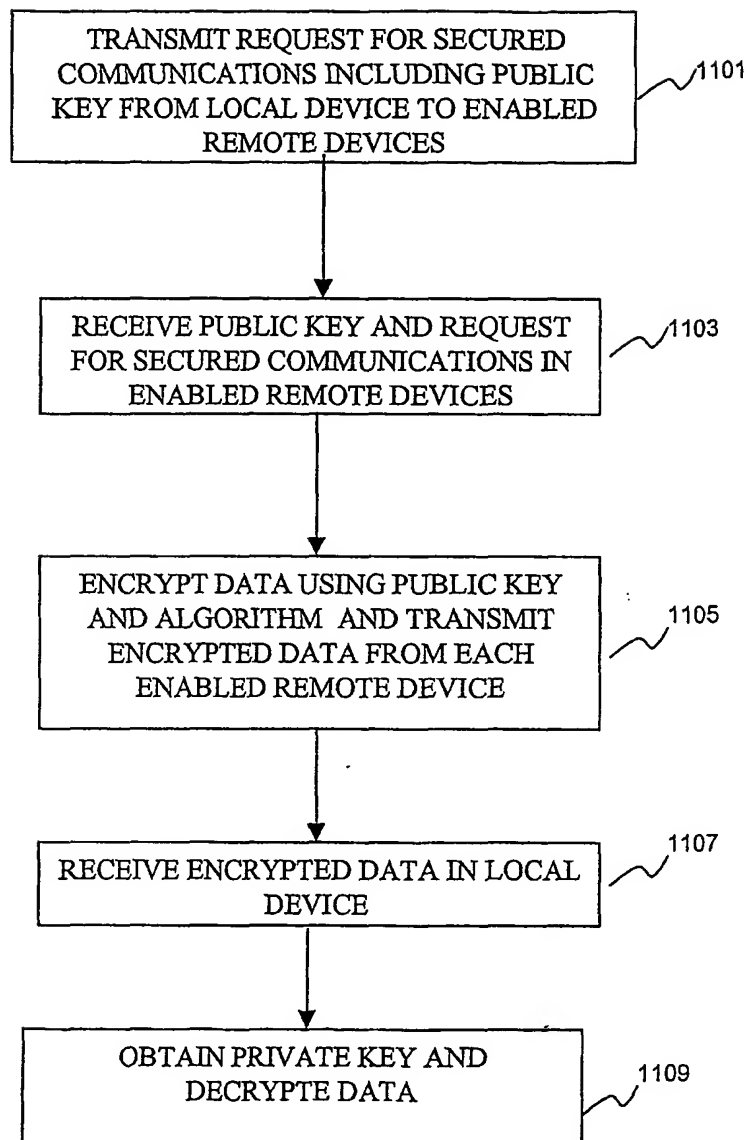 TRANSMIT REQUEST FOR SECURED
COMMUNICATIONS INCLUDING PUBLIC
KEY FROM LOCAL DEVICE TO ENABLED
REMOTE DEVICES
1101
RECEIVE PUBLIC KEY AND REQUEST
FOR SECURED COMMUNICATIONS IN
ENABLED REMOTE DEVICES
1103
ENCRYPT DATA USING PUBLIC KEY
AND ALGORITHM AND TRANSMIT
ENCRYPTED DATA FROM EACH
ENABLED REMOTE DEVICE
1105
RECEIVE ENCRYPTED DATA IN LOCAL
DEVICE
1107
OBTAIN PRIVATE KEY AND
DECRYPTE DATA
1109